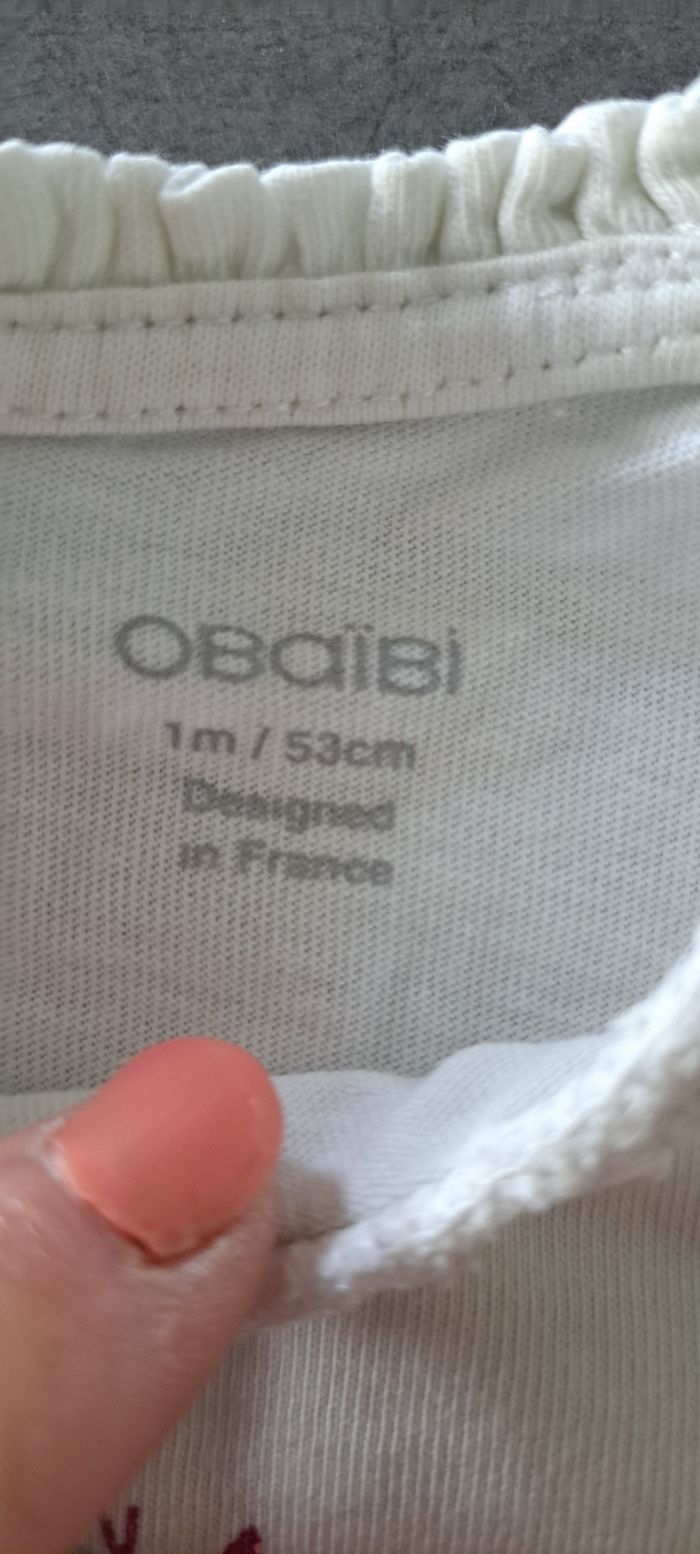 OBaïBi
1m / 53cm
Designed
in France